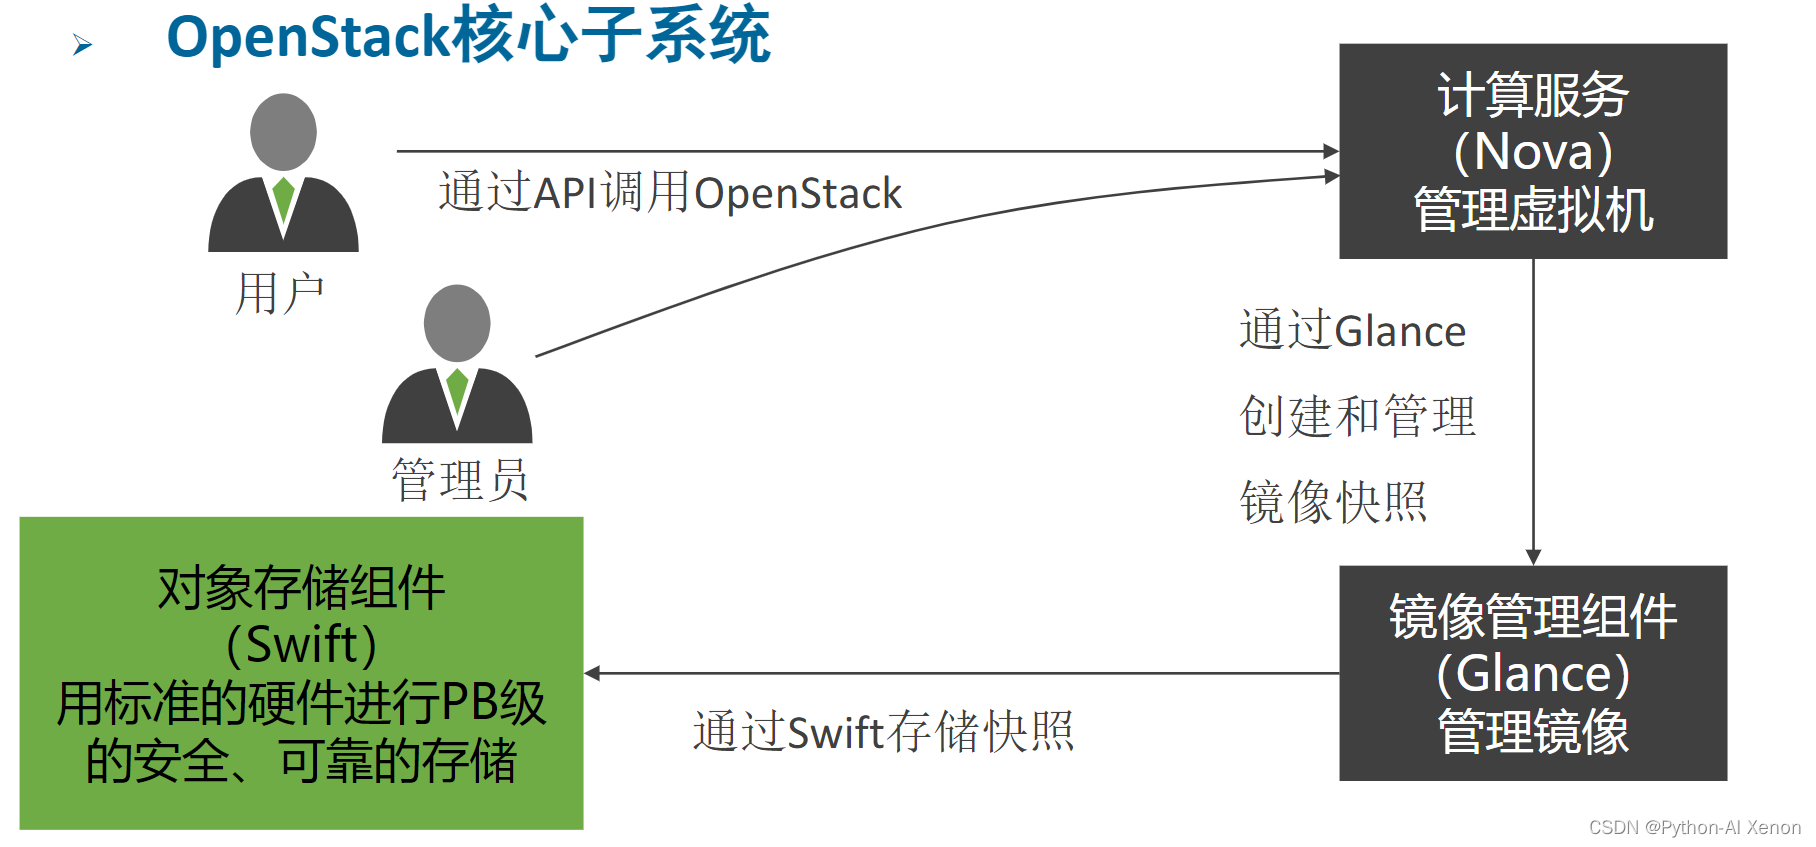 OpenStack核心子系统
计算服务
（Nova）
管理虚拟机
通过API调用OpenStack
用户
通过Glance
创建和管理
镜像快照
管理员
对象存储组件
（Swift）
用标准的硬件进行PB级
的安全、可靠的存储
镜像管理组件
（Glance）
管理镜像
通过Swift存储快照
CSDN @Python-AI Xenon